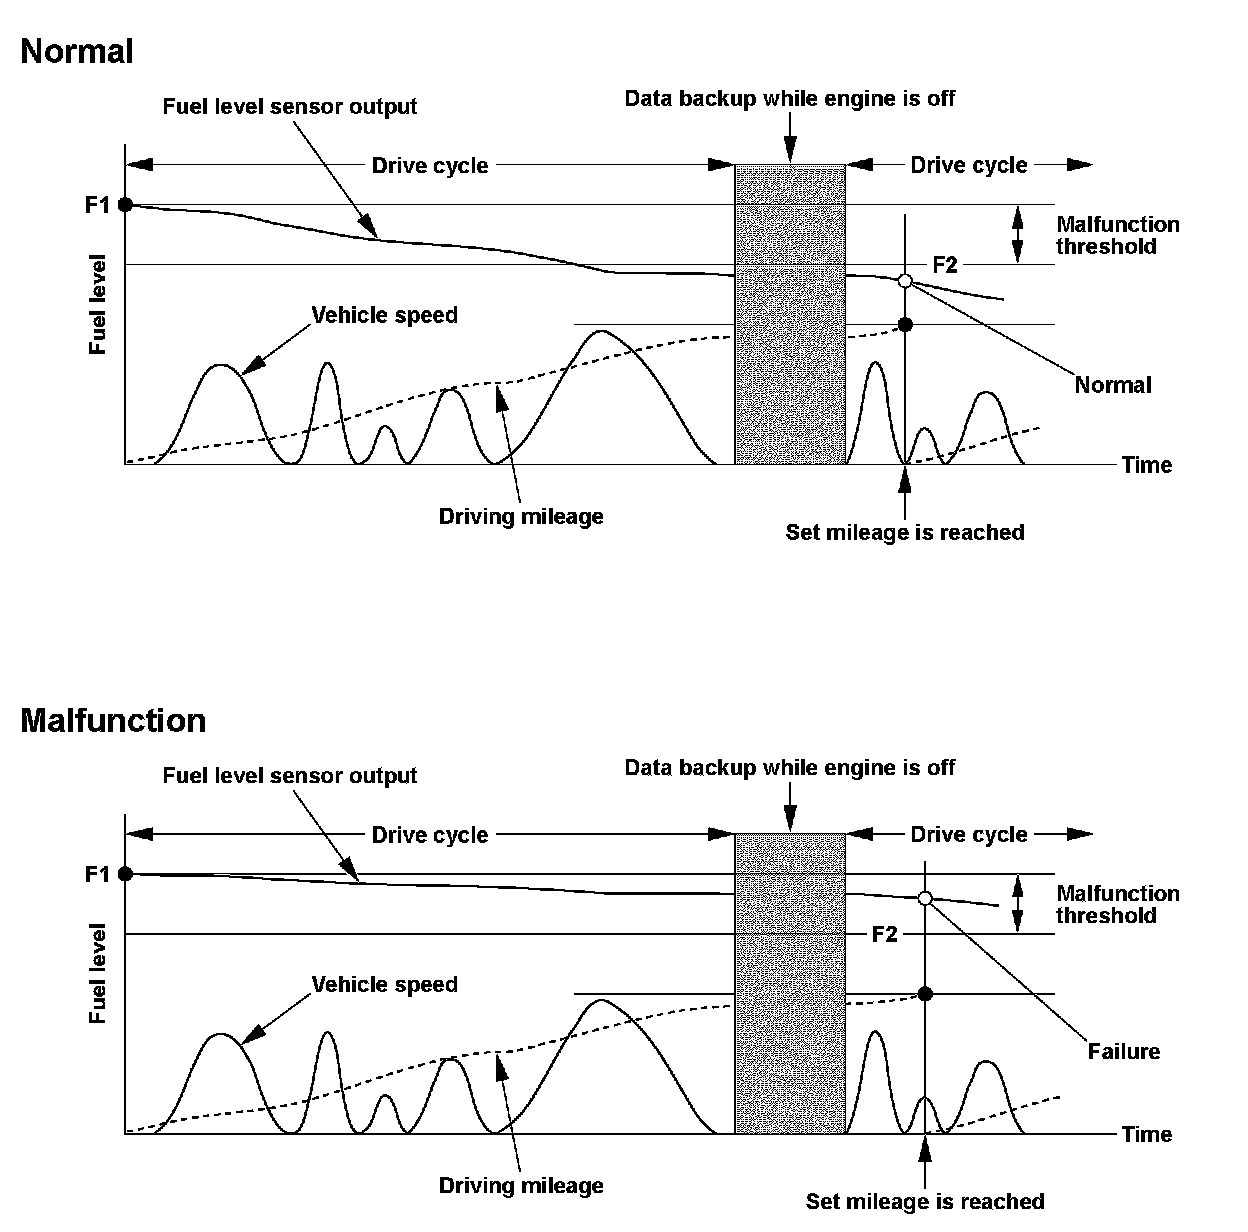 Normal
Data backup while engine is off
Fuel level sensor output
Drive cycle
Drive cycle
F1
Malfunction
threshold
F2
Fuel level
Vehicle speed
Normal
Time
Driving mileage
Set mileage is reached
Malfunction
Data backup while engine is off
Fuel level sensor output
Drive cycle
Drive cycle
F1
Malfunction
threshold
F2
Fuel level
Vehicle speed
Failure
Time
Driving mileage
Set mileage is reached